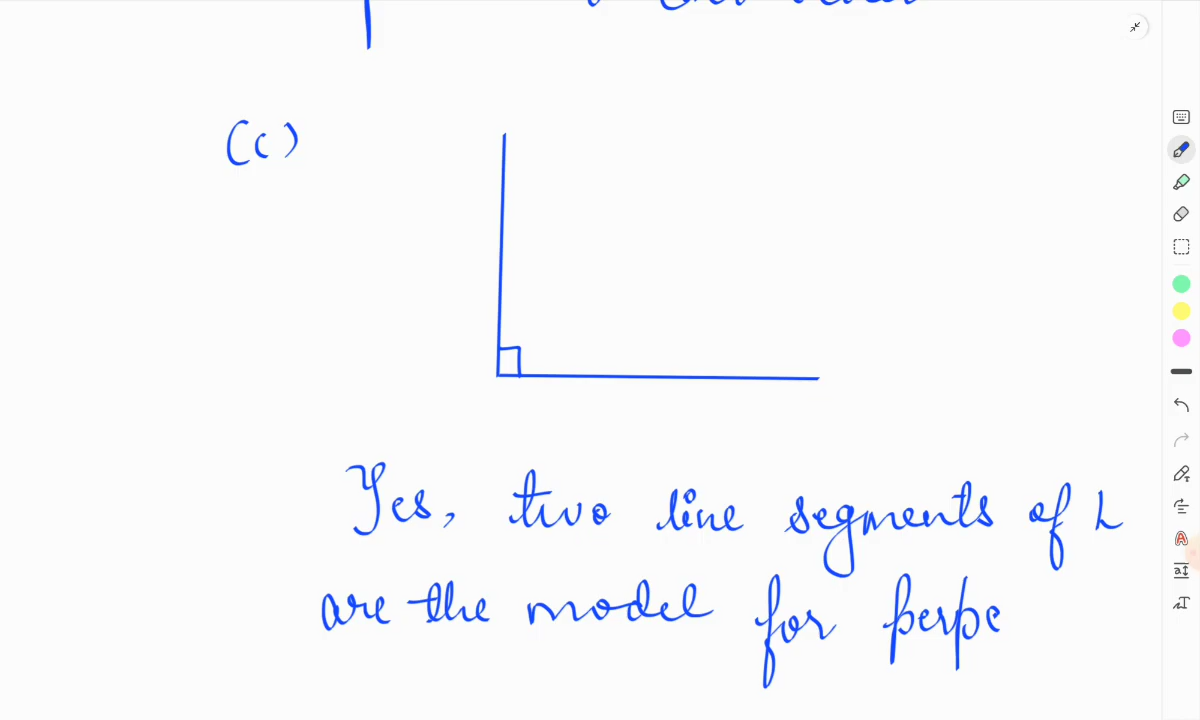 (c)
Yes, two line segments of L
are the model for perpe